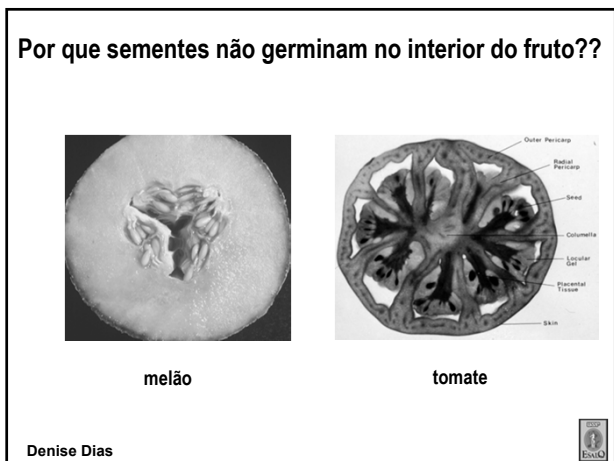 Por que sementes não germinam no interior do fruto??
Outer Pericarp
Radial
Pericarp
Seed
Columella
Locular
Gel
Placental
Tissue
Skin
melão
tomate
Denise Dias
ESALQ